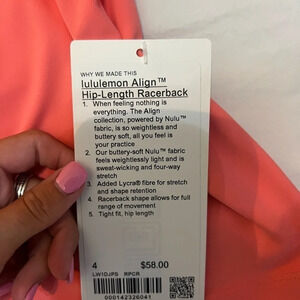 WHY WE MADE THIS
lululemon Align™
Hip-Length Racerback
1. When feeling nothing is
everything. The Align
collection, powered by Nulu™
fabric, is so weightless and
buttery soft, all you feel is
your practice
2. Our buttery-soft Nulu™ fabric
feels weightlessly light and is
sweat-wicking and four-way
stretch
3. Added Lycra® fibre for stretch
and shape retention
4. Racerback shape allows for full
range of movement
5. Tight fit, hip length
4 $58.00
LW1DJPS RPCR
000142326041